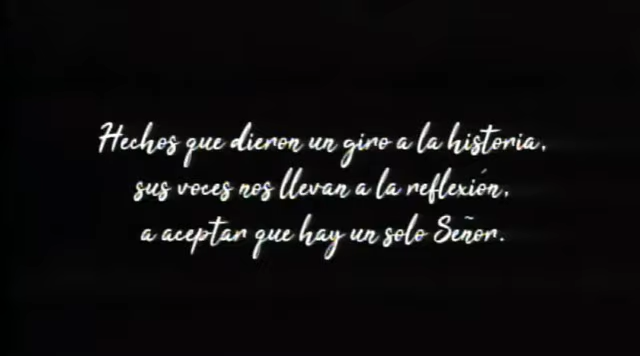 Hechos que dieron un giro a la historia,
sus voces nos llevan a la reflexión,
a aceptar que hay un solo Señor.